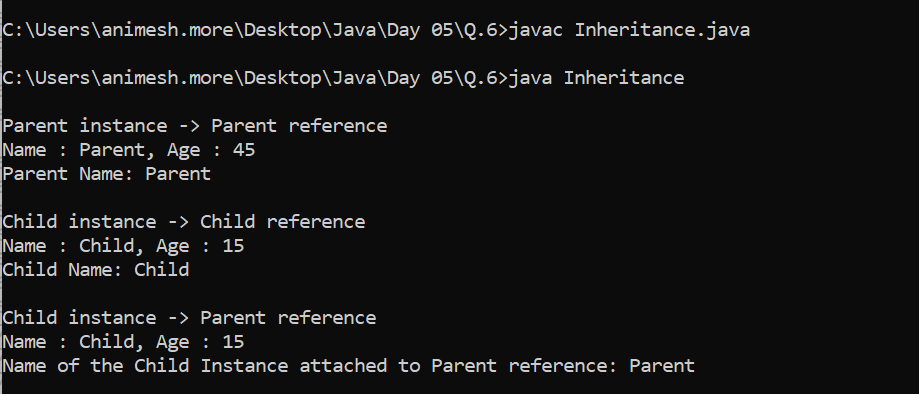 C:\Users\animesh.more\Desktop\Java\Day 05\Q.6>javac Inheritance.java
C:\Users\animesh.more\Desktop\Java\Day 05\Q.6>java Inheritance
Parent instance -> Parent reference
Name : Parent, Age : 45
Parent Name: Parent
Child instance -> Child reference
Name : Child, Age : 15
Child Name: Child
Child instance -> Parent reference
Name : Child, Age : 15
Name of the Child Instance attached to Parent reference: Parent